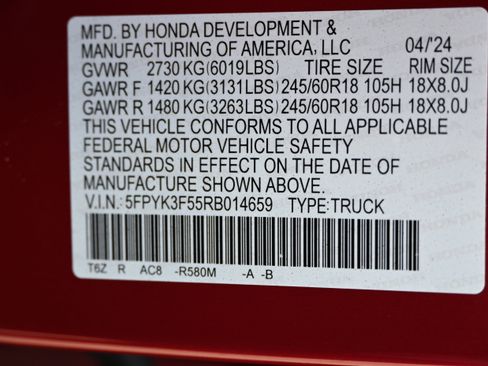 MFD. BY HONDA DEVELOPMENT &
MANUFACTURING OF AMERICA, LLC 04/'24
GVWR 2730 KG(6019LBS) TIRE SIZE RIM SIZE
GAWR F 1420 KG(3131LBS) 245/60R18 105H 18X8.0J
GAWR R 1480 KG(3263LBS) 245/60R18 105H 18X8.0J
THIS VEHICLE CONFORMS TO ALL APPLICABLE
FEDERAL MOTOR VEHICLE SAFETY
STANDARDS IN EFFECT ON THE DATE OF
MANUFACTURE SHOWN ABOVE.
V.I.N.: 5FPYK3F55RB014659 TYPE:TRUCK
T6Z R AC8 -R580M -A -B